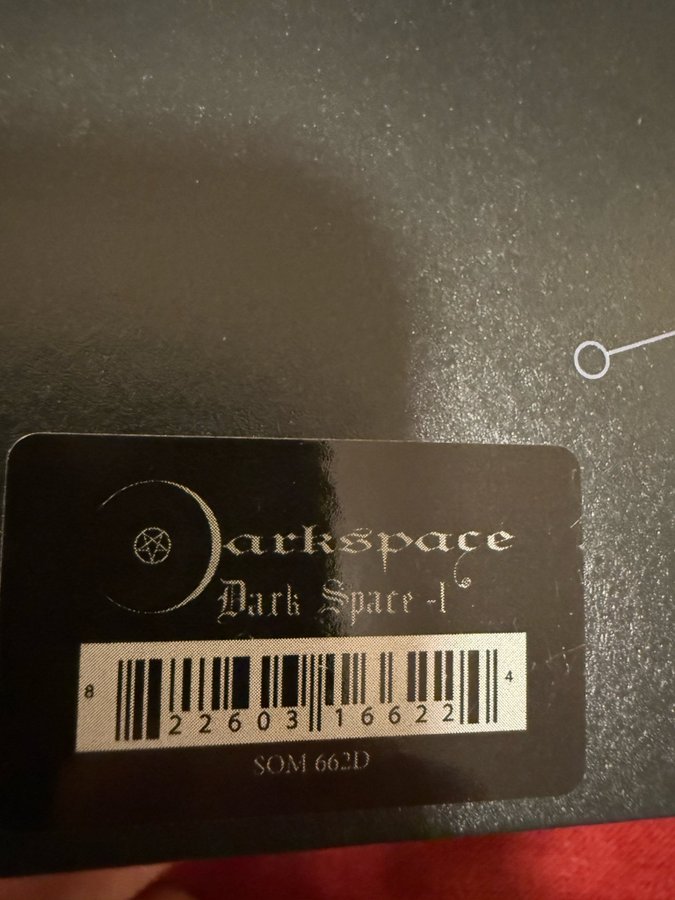 Darkspace
Dark Space -I
8 22603 16622 4
SOM 662D